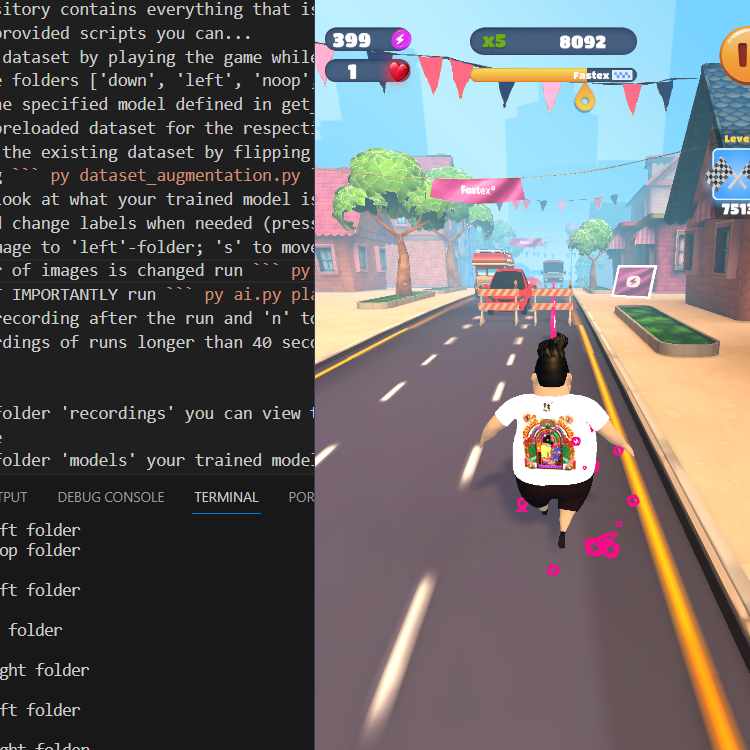 sitory contains everything that is
provided scripts you can...
dataset by playing the game while
e folders ['down', 'left', 'noop',
he specified model defined in get_
preloaded dataset for the respecti
the existing dataset by flipping
g ``` py dataset_augmentation.py `
look at what your trained model is
d change labels when needed (press
mage to 'left'-folder; 's' to move
r of images is changed run ``` py
T IMPORTANTLY run ``` py ai.py pla
recording after the run and 'n' to
rdings of runs longer than 40 seco
folder 'recordings' you can view t
e
folder 'models' your trained model
TPUT DEBUG CONSOLE TERMINAL POR
ft folder
op folder
ft folder
folder
ght folder
ft folder
ght folder
399
x5 8092
1
Fastex
Leve
7513
Fastex